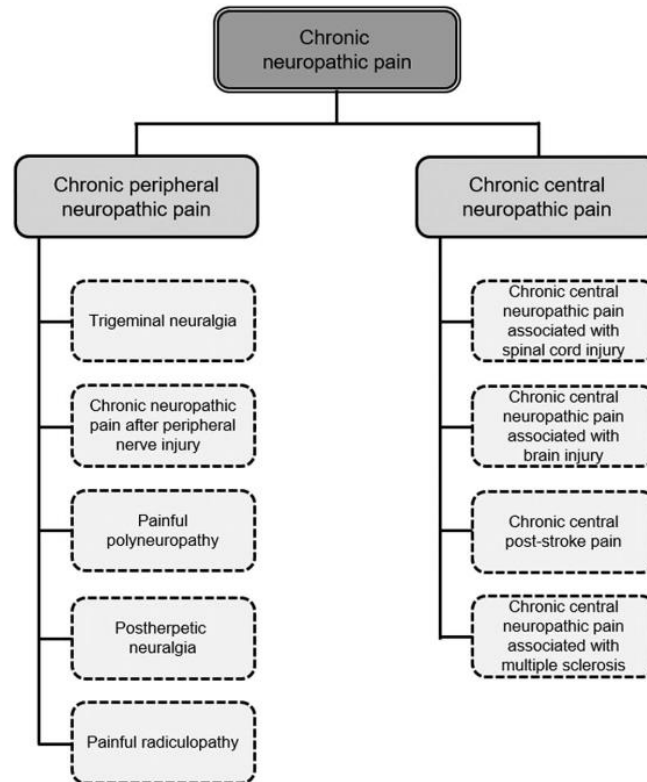 Chronic
neuropathic pain
Chronic peripheral
neuropathic pain
Chronic central
neuropathic pain
Trigeminal neuralgia
Chronic neuropathic
pain after peripheral
nerve injury
Painful
polyneuropathy
Postherpetic
neuralgia
Painful radiculopathy
Chronic central
neuropathic pain
associated with
spinal cord injury
Chronic central
neuropathic pain
associated with
brain injury
Chronic central
post-stroke pain
Chronic central
neuropathic pain
associated with
multiple sclerosis